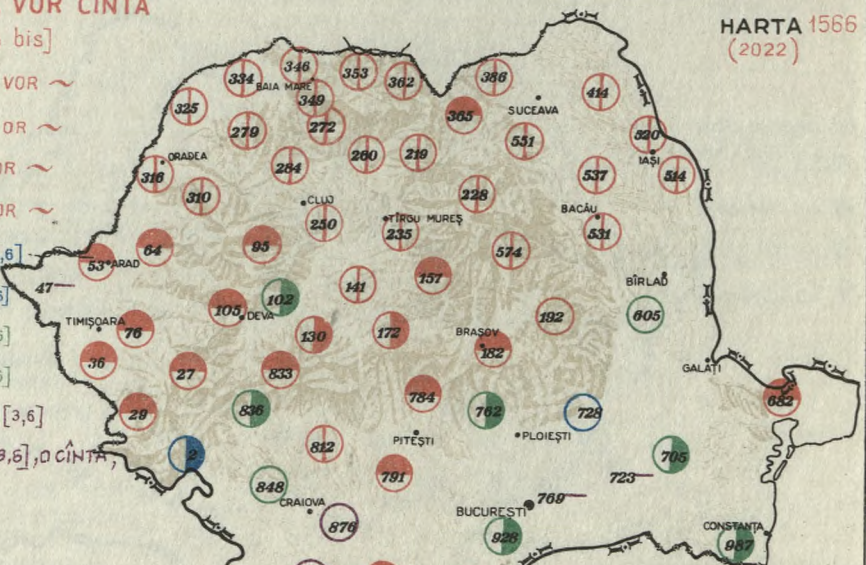 VOR CÎNTA
bis]
HARTA 1566
(2022)
VOR ~
OR ~
OR ~
OR ~
,6]
6]
6]
6]
[3,6]
3,6], O CÎNTA,
334
346
353
362
386
BAIA MARE
349
325
414
365
SUCEAVA
279
272
551
320
IAȘI
ORADEA
316
284
260
219
537
514
310
228
CLUJ
250
TÎRGU MUREȘ
235
BACĂU
531
64
95
574
53
ARAD
47
157
BÎRLAD
102
141
105
DEVA
192
605
TIMIȘOARA
76
130
172
BRAȘOV
182
36
27
833
GALAȚI
784
682
29
836
762
728
812
PITEȘTI
PLOIEȘTI
2
705
791
723
848
CRAIOVA
769
876
BUCUREȘTI
928
CONSTANȚA
987